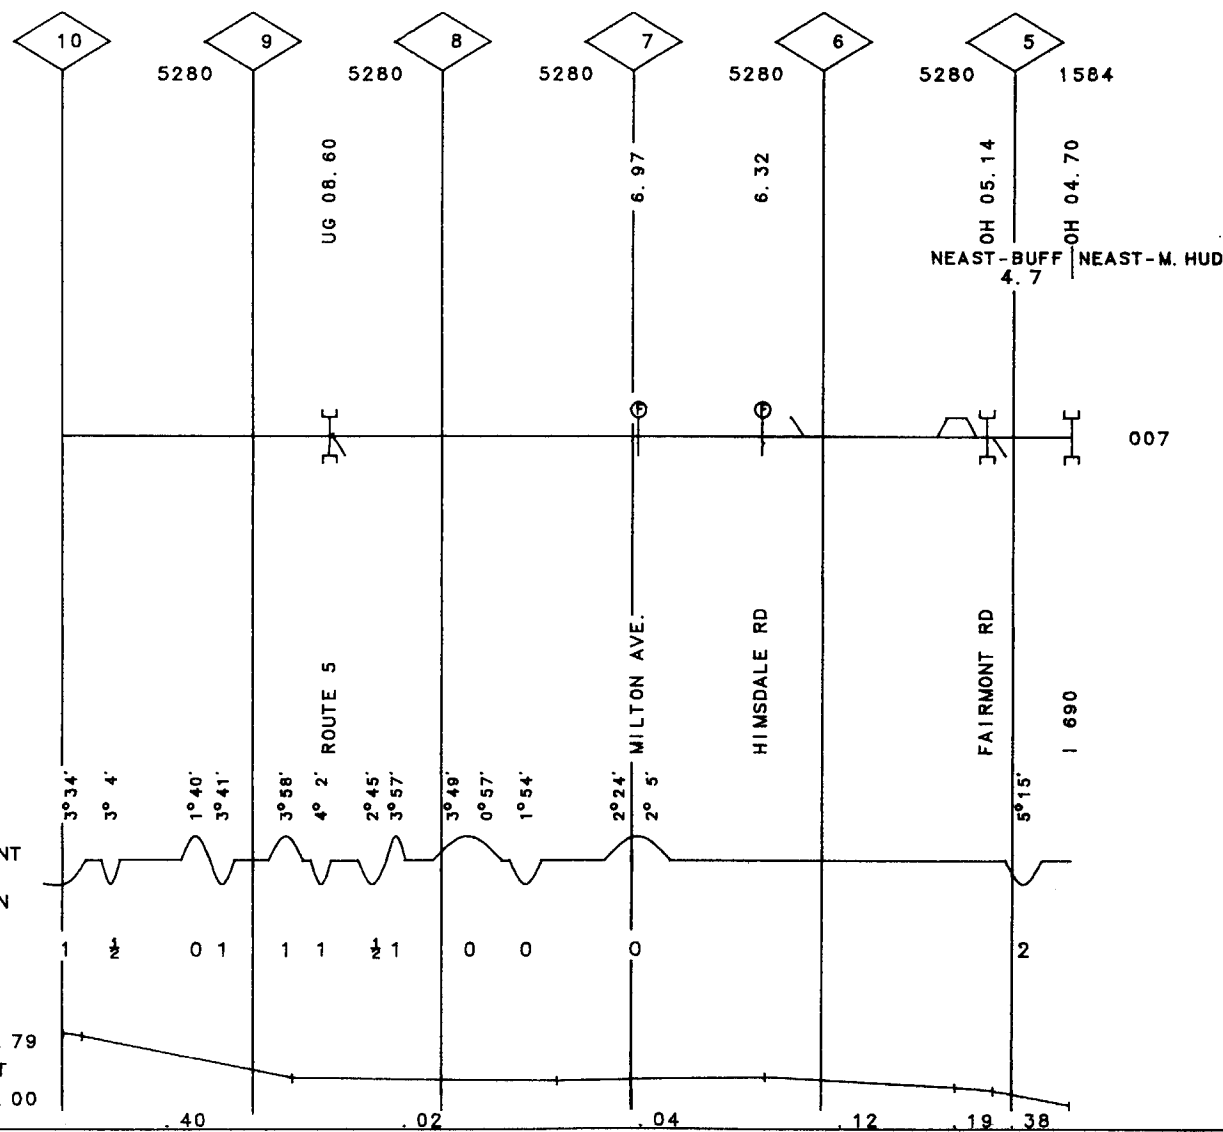 10 9 8 7 6 5
5280 5280 5280 5280 5280 1584
UG 08.60
6.97
6.32
OH 05.14
OH 04.70
NEAST-BUFF NEAST-M.HUD
4.7
F F
007
ROUTE 5
MILTON AVE.
HIMSDALE RD
FAIRMONT RD
I 690
3°34' 3° 4' 1°40' 3°41' 3°58' 4° 2' 2°45' 3°57' 3°49' 0°57' 1°54' 2°24' 2° 5' 5°15'
NT
N
1 ½ 0 1 1 1 ½ 1 0 0 0 2
.79
T
.00
.40 .02 .04 .12 .19 .38